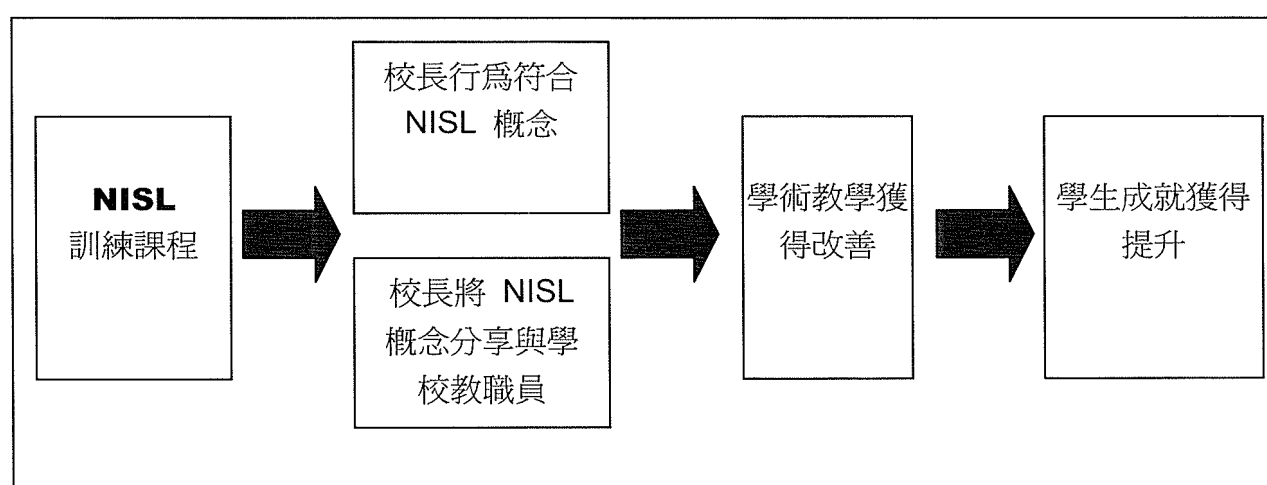 NISL
訓練課程
校長行為符合
NISL 概念
校長將 NISL
概念分享與學
校教職員
學術教學獲
得改善
學生成就獲得
提升